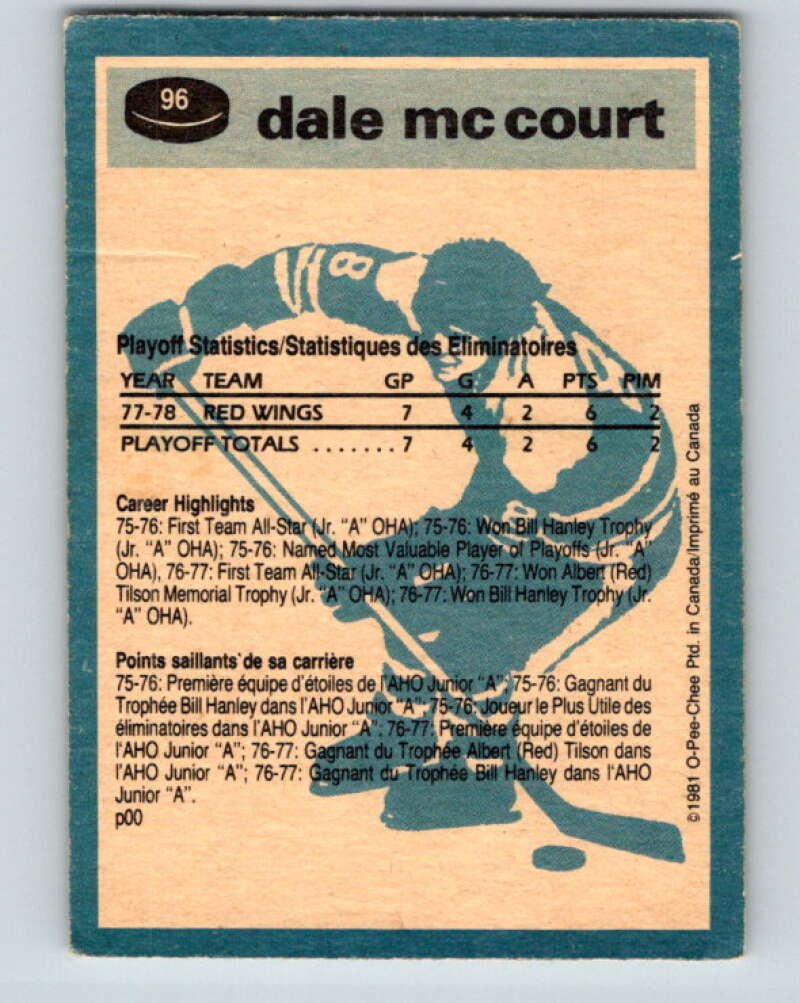 96
dale mc court
8
Playoff Statistics/Statistiques des Eliminatoires
YEAR TEAM GP G A PTS PIM
77-78 RED WINGS 7 4 2 6 2
PLAYOFF TOTALS ....... 7 4 2 6 2
8
Career Highlights
75-76: First Team All-Star (Jr. "A" OHA); 75-76: Won Bill Hanley Trophy
(Jr. "A" OHA); 75-76: Named Most Valuable Player of Playoffs (Jr. "A"
OHA), 76-77: First Team All-Star (Jr. "A" OHA); 76-77: Won Albert (Red)
Tilson Memorial Trophy (Jr. "A" OHA); 76-77: Won Bill Hanley Trophy (Jr.
"A" OHA).
Points saillants de sa carrière
75-76: Première équipe d'étoiles de l'AHO Junior "A"; 75-76: Gagnant du
Trophée Bill Hanley dans l'AHO Junior "A"; 75-76: Joueur le Plus Utile des
éliminatoires dans l'AHO Junior "A"; 76-77: Première équipe d'étoiles de
l'AHO Junior "A"; 76-77: Gagnant du Trophée Albert (Red) Tilson dans
l'AHO Junior "A"; 76-77: Gagnant du Trophée Bill Hanley dans l'AHO
Junior "A".
p00
©1981 O-Pee-Chee Ptd. in Canada/Imprimé au Canada